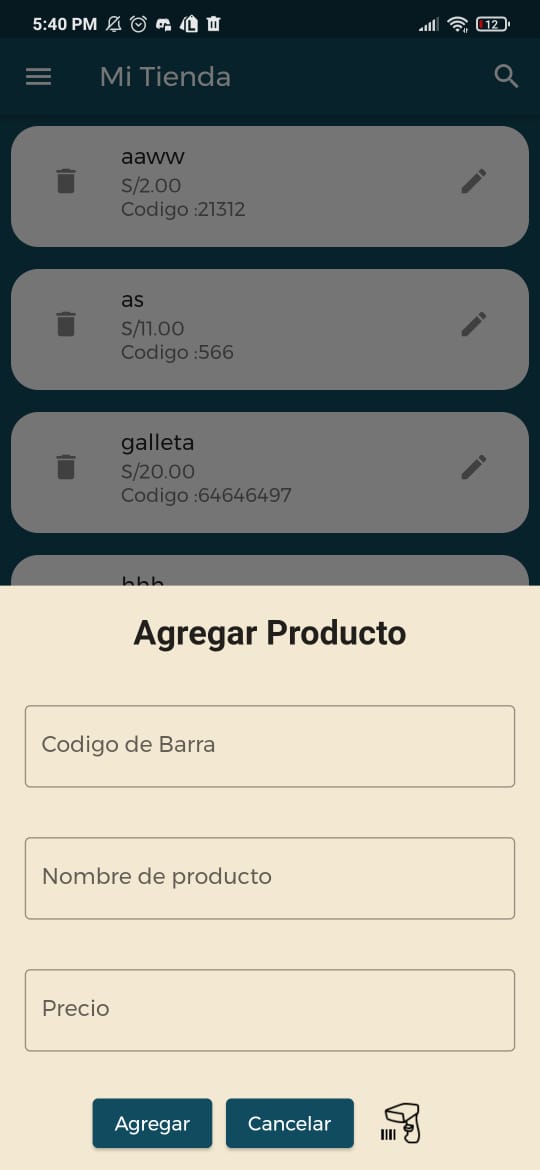 5:40 PM
12
Mi Tienda
aaww
S/2.00
Codigo :21312
as
S/11.00
Codigo :566
galleta
S/20.00
Codigo :64646497
hhh
Agregar Producto
Codigo de Barra
Nombre de producto
Precio
Agregar
Cancelar